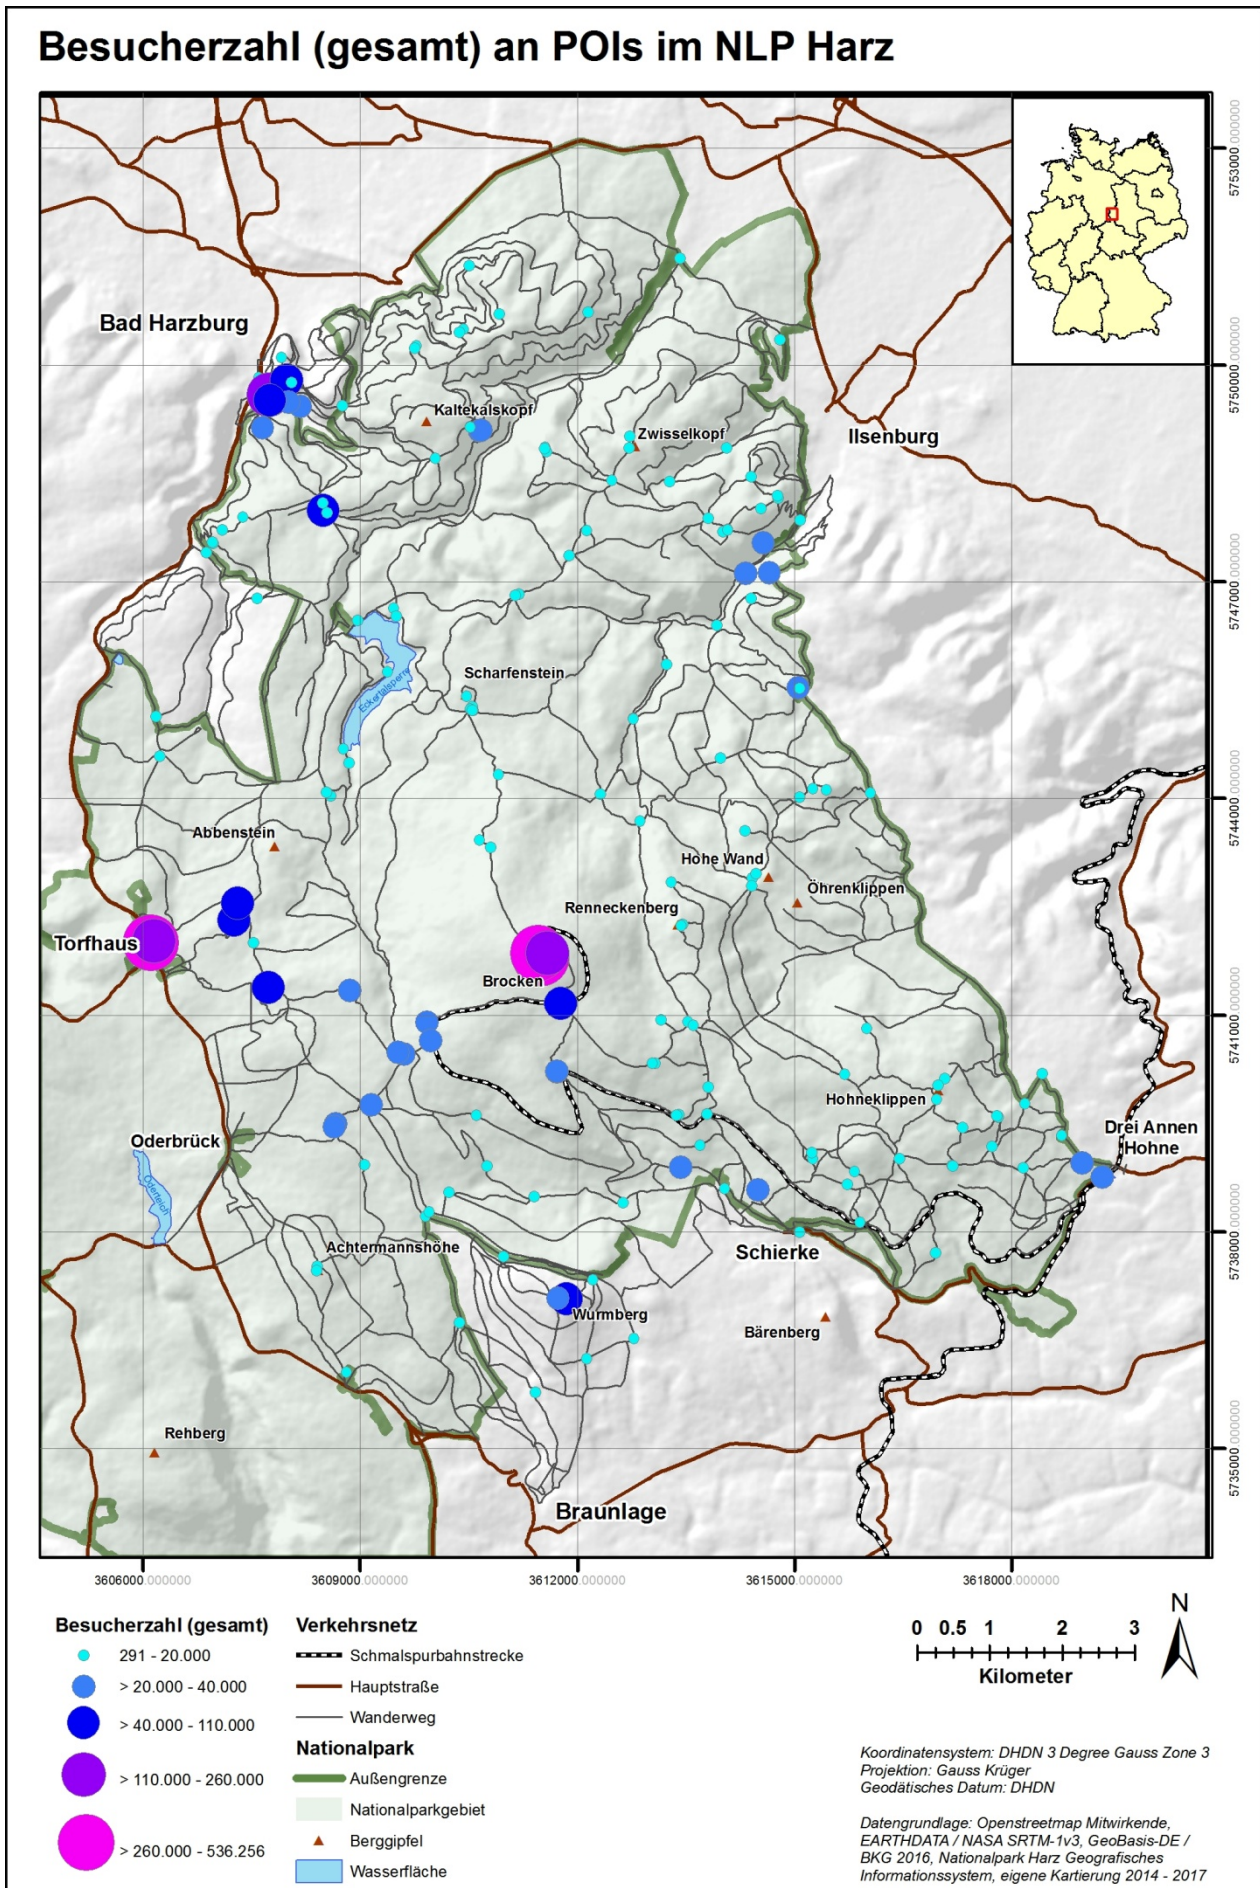 Besucherzahl (gesamt) an POIs im NLP Harz
5753000.000000
Bad Harzburg
5750000.000000
Kaltekalskopf
Zwisselkopf
Ilsenburg
5747000.000000
Scharfenstein
Eckertalsperre
5744000.000000
Abbenstein
Hohe Wand
Öhrenklippen
Renneckenberg
Torfhaus
Brocken
5741000.000000
Hohneklippen
Oderbrück
Drei Annen
Hohne
Oderteich
Achtermannshöhe
Schierke
5738000.000000
Wurmberg
Bärenberg
Rehberg
5735000.000000
Braunlage
3606000.000000
3609000.000000
3612000.000000
3615000.000000
3618000.000000
Besucherzahl (gesamt)
291 - 20.000
> 20.000 - 40.000
> 40.000 - 110.000
> 110.000 - 260.000
> 260.000 - 536.256
Verkehrsnetz
Schmalspurbahnstrecke
Hauptstraße
Wanderweg
Nationalpark
Außengrenze
Nationalparkgebiet
Berggipfel
Wasserfläche
0 0.5 1 2 3
Kilometer
N
Koordinatensystem: DHDN 3 Degree Gauss Zone 3
Projektion: Gauss Krüger
Geodätisches Datum: DHDN
Datengrundlage: Openstreetmap Mitwirkende,
EARTHDATA / NASA SRTM-1v3, GeoBasis-DE /
BKG 2016, Nationalpark Harz Geografisches
Informationssystem, eigene Kartierung 2014 - 2017